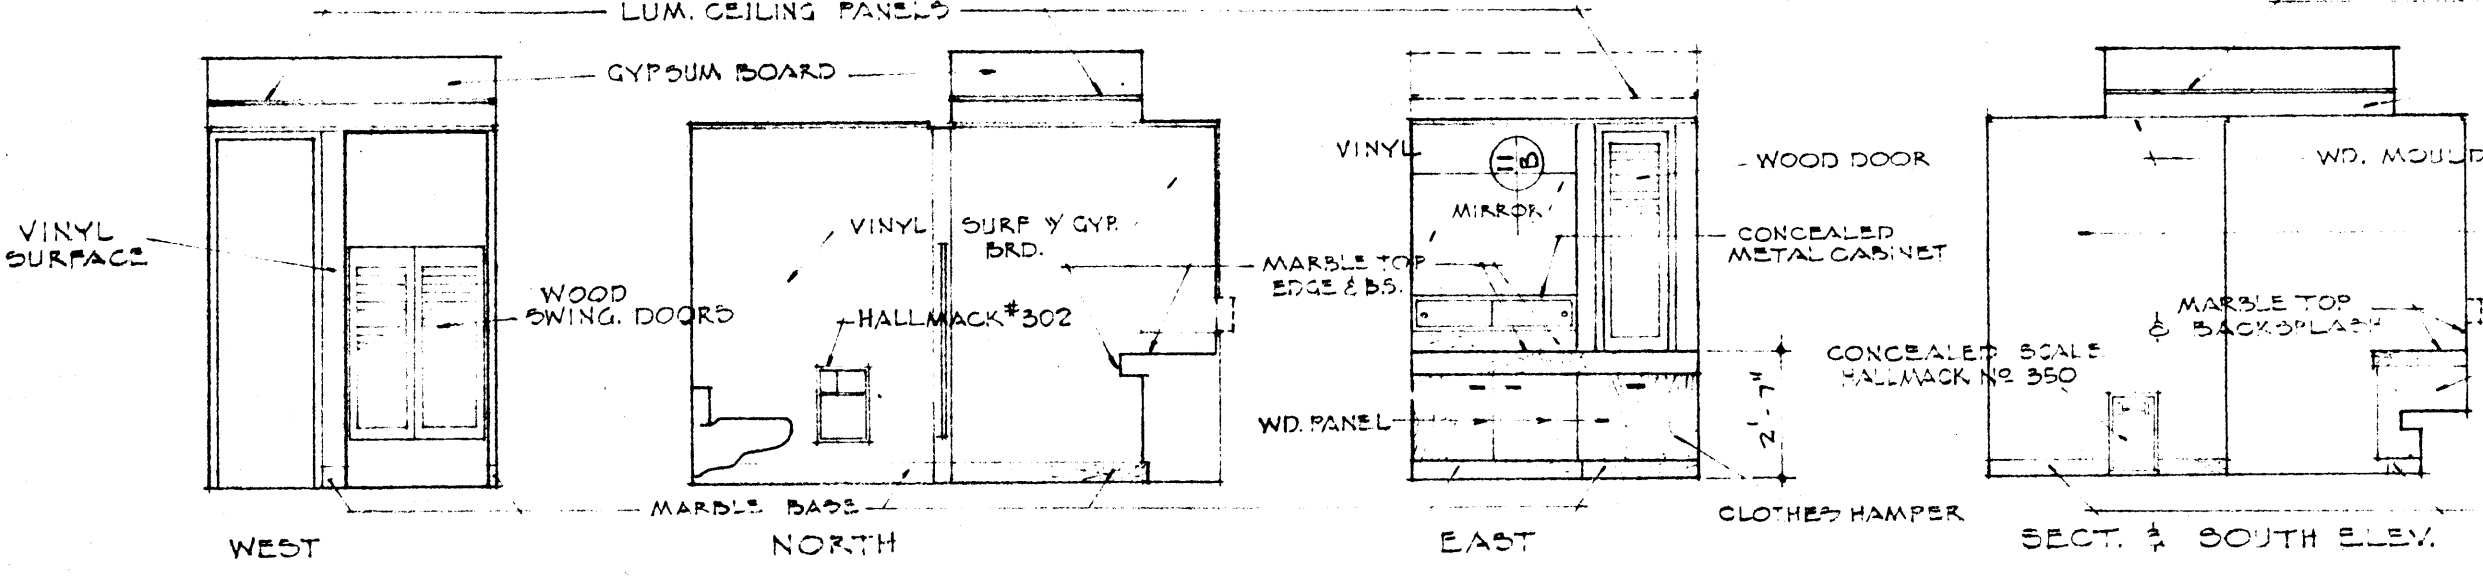 LUM. CEILING PANELS
GYPSUM BOARD
VINYL
SURFACE
WOOD
SWING. DOORS
WEST
VINYL SURF ON GYP.
BRD.
HALLMACK #302
MARBLE BASE
NORTH
VINYL
11
B
MIRROR
WOOD DOOR
CONCEALED
METAL CABINET
MARBLE TOP
EDGE & B.S.
WD. PANEL
2'-7"
CLOTHES HAMPER
EAST
WD. MOULD
MARBLE TOP
& BACKSPLASH
CONCEALED SCALE
HALLMACK No 350
SECT. & SOUTH ELEV.